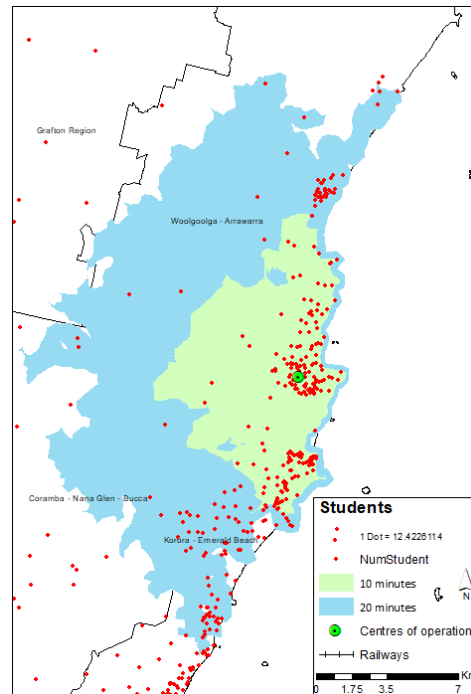 Grafton Region
Woolgoolga - Arrawarra
Coramba - Nana Glen - Bucca
Korora - Emerald Beach
Students
1 Dot = 12.4226114
NumStudent
10 minutes
20 minutes
Centres of operation
Railways
N
0 1.75 3.5 7